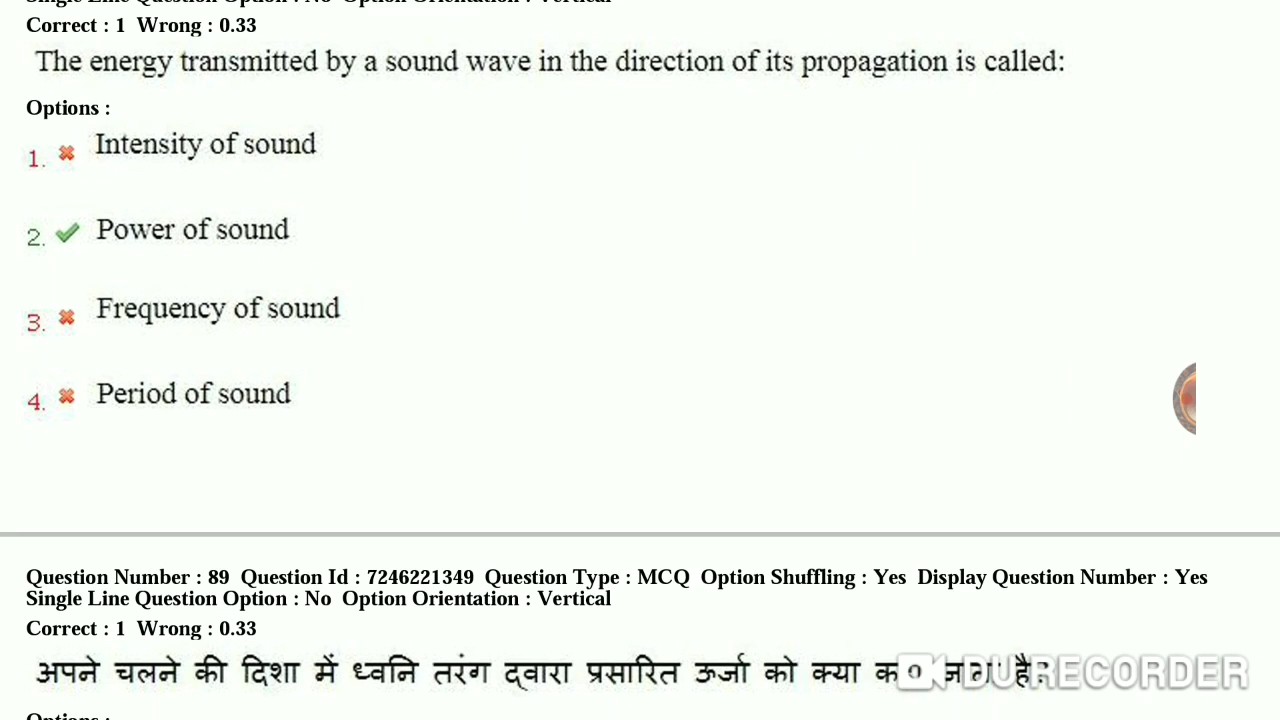 Correct : 1 Wrong : 0.33
The energy transmitted by a sound wave in the direction of its propagation is called:
Options :
1. Intensity of sound
2. Power of sound
3. Frequency of sound
4. Period of sound
Question Number : 89 Question Id : 7246221349 Question Type : MCQ Option Shuffling : Yes Display Question Number : Yes
Single Line Question Option : No Option Orientation : Vertical
Correct : 1 Wrong : 0.33
अपने चलने की दिशा में ध्वनि तरंग द्वारा प्रसारित ऊर्जा को क्या है?
DU RECORDER
Options :